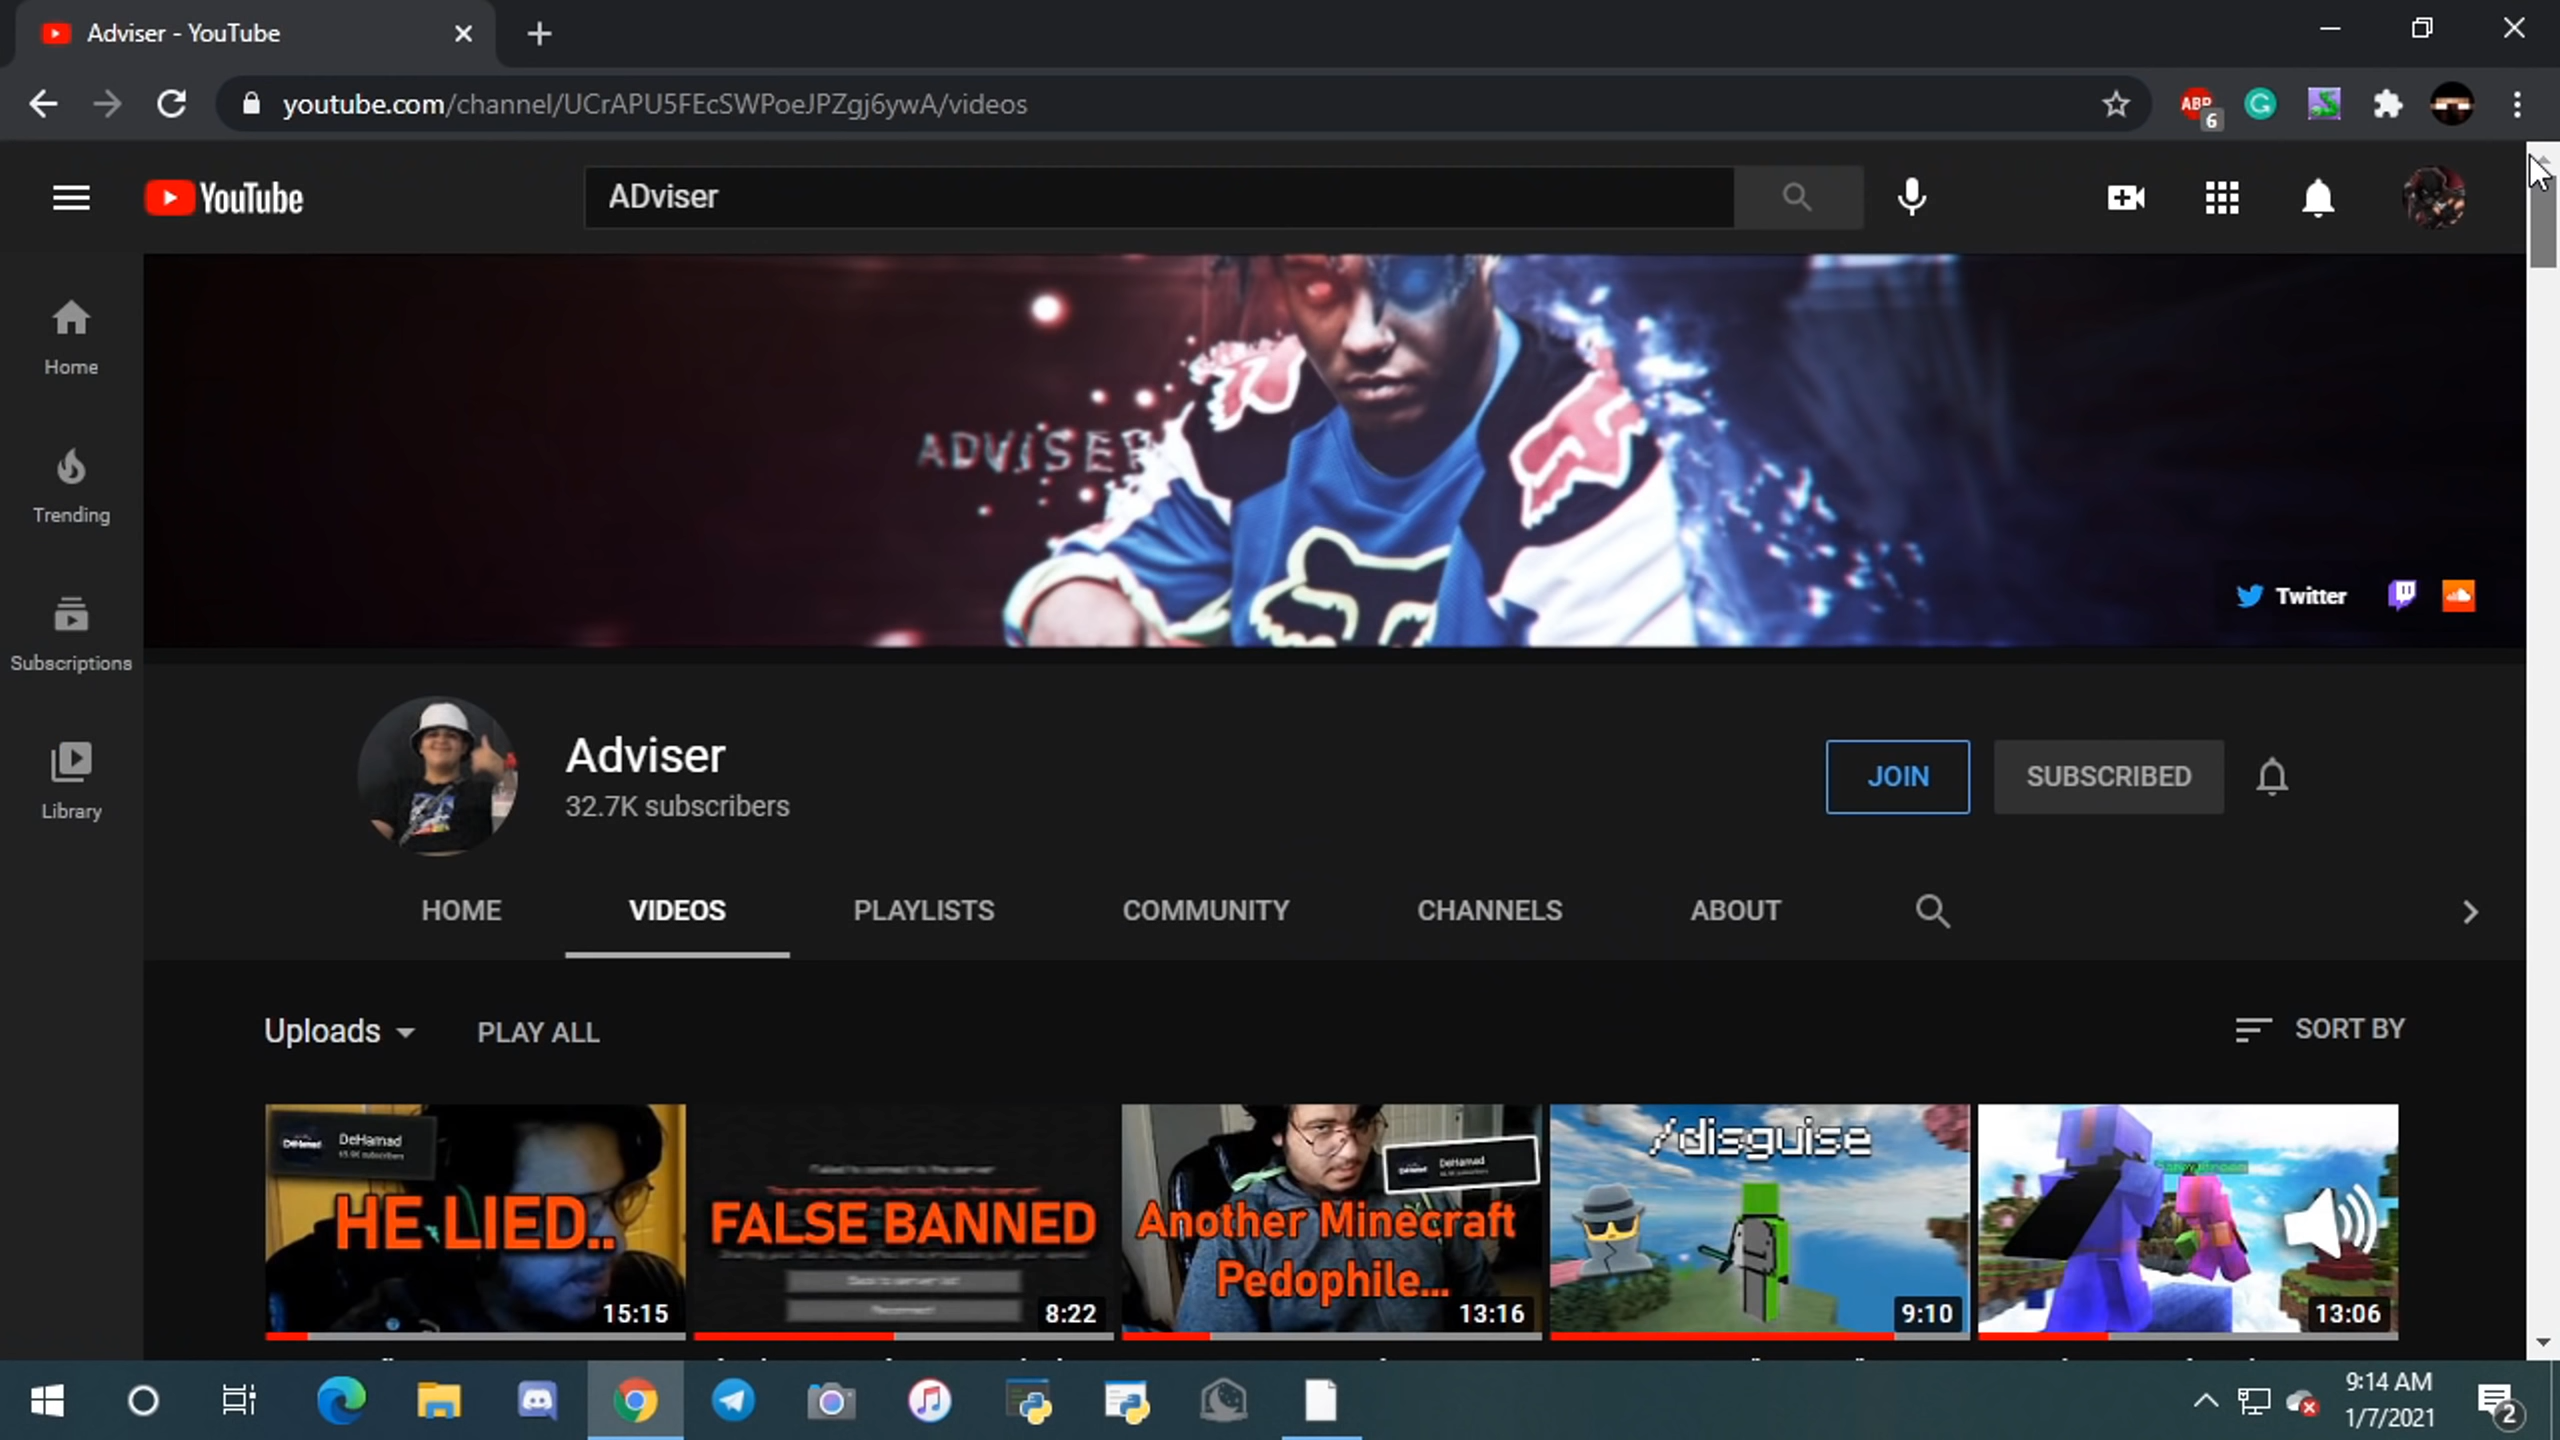 Adviser - YouTube
youtube.com/channel/UCrAPU5FEcSWPoeJPZgj6ywA/videos
ABP
6
YouTube
ADviser
Home
Trending
Subscriptions
Library
ADVISER
Twitter
Adviser
32.7K subscribers
JOIN
SUBSCRIBED
HOME
VIDEOS
PLAYLISTS
COMMUNITY
CHANNELS
ABOUT
Uploads
PLAY ALL
SORT BY
DeHamad
HE LIED..
15:15
FALSE BANNED
8:22
DeHamad
Another Minecraft
Pedophile...
13:16
/disguise
9:10
13:06
9:14 AM
1/7/2021
2